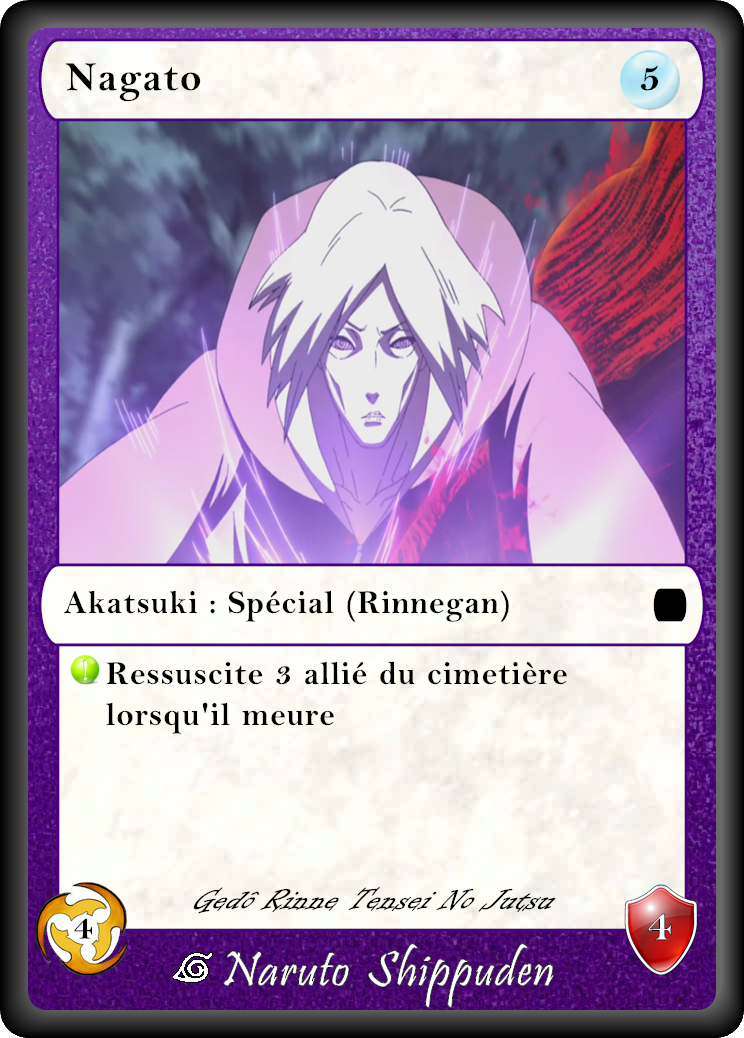 Nagato
5
Akatsuki : Spécial (Rinnegan)
! Ressuscite 3 allié du cimetière
lorsqu'il meure
Gedô Rinne Tensei No Jutsu
4
4
Naruto Shippuden